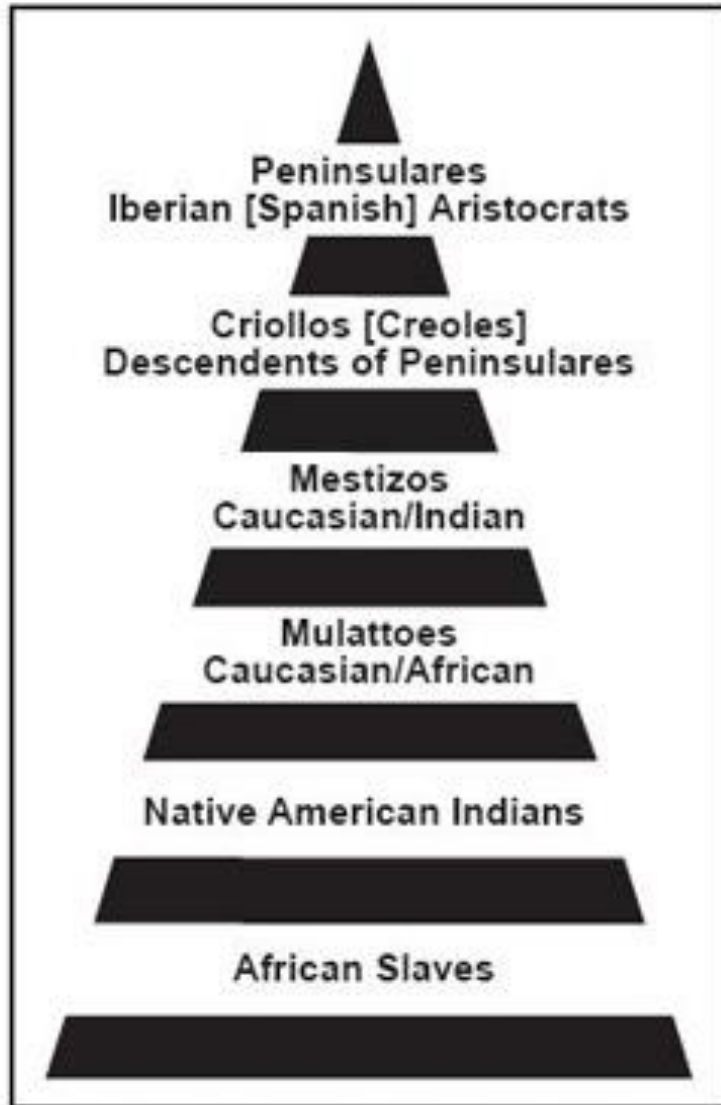 Peninsulares
Iberian [Spanish] Aristocrats
Criollos [Creoles]
Descendents of Peninsulares
Mestizos
Caucasian/Indian
Mulattoes
Caucasian/African
Native American Indians
African Slaves